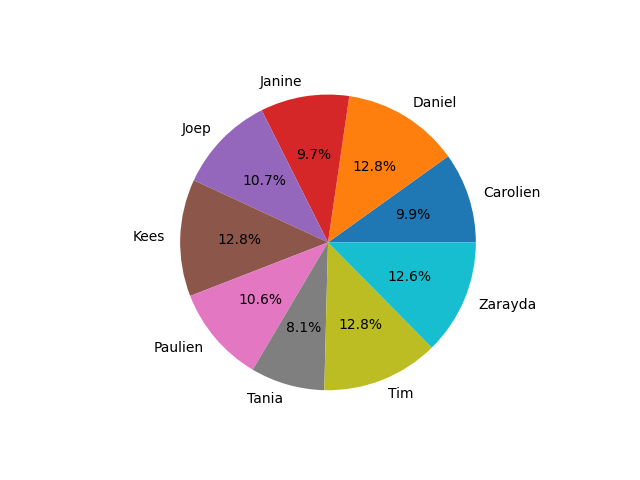 Janine
Daniel
Joep
9.7%
12.8%
10.7%
Carolien
9.9%
Kees
12.8%
12.6%
10.6%
Zarayda
8.1%
12.8%
Paulien
Tania
Tim